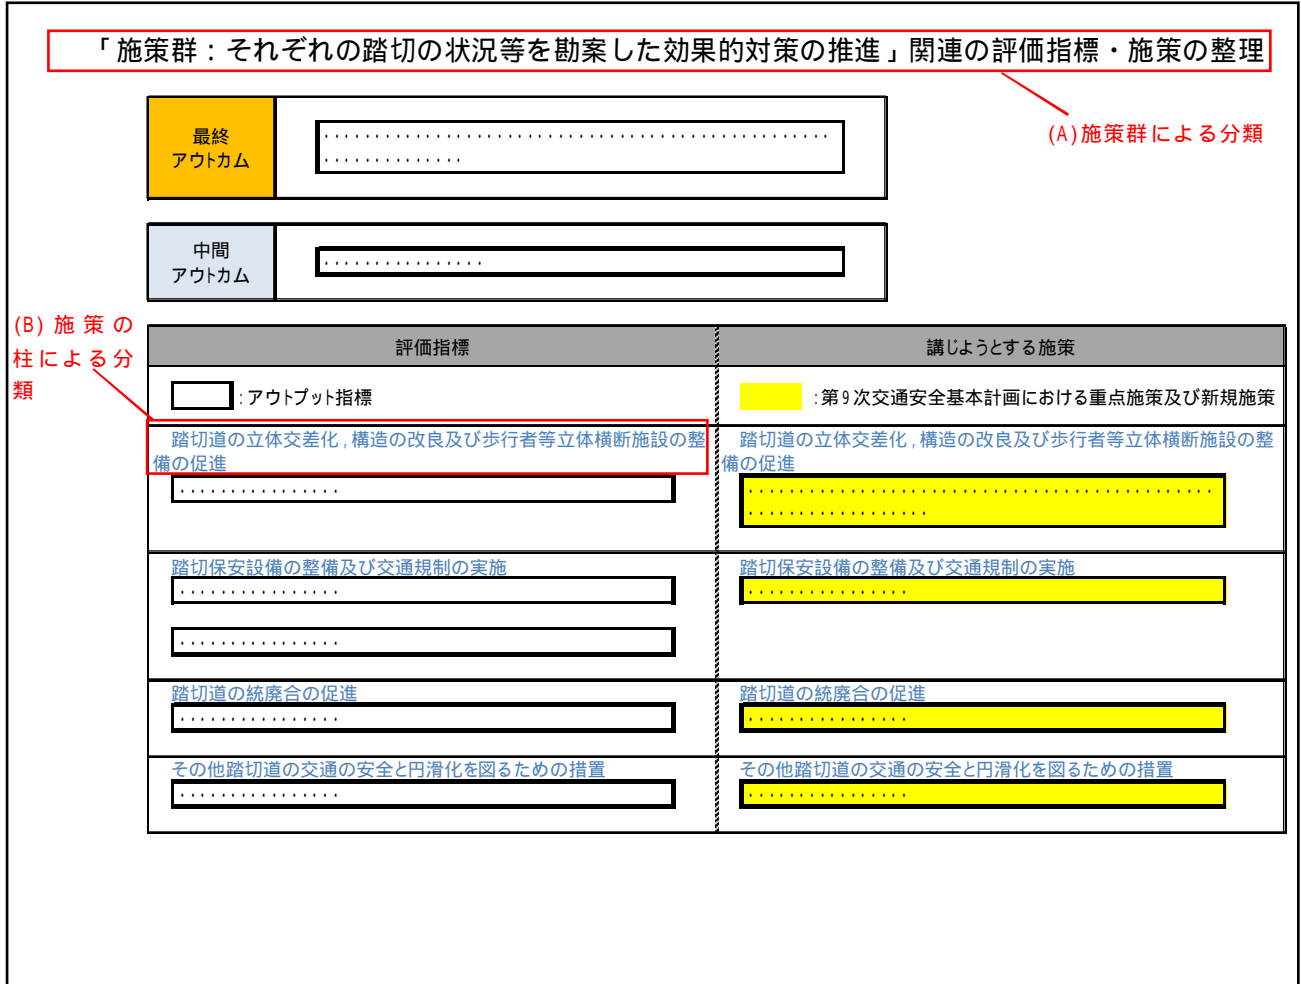 「施策群：それぞれの踏切の状況等を勘案した効果的対策の推進」関連の評価指標・施策の整理
(A)施策群による分類
最終
アウトカム
・・・・・・・・・・・・・・・・・・・・・・・・・・・・・・・・・・・・・・・・・・・・・・・・・・
・・・・・・・・・・・・・・
中間
アウトカム
・・・・・・・・・・・・・・・・
(B)施策の
柱による分
類
評価指標
講じようとする施策
：アウトプット指標
：第9次交通安全基本計画における重点施策及び新規施策
踏切道の立体交差化，構造の改良及び歩行者等立体横断施設の整
備の促進
・・・・・・・・・・・・・・・・
踏切道の立体交差化，構造の改良及び歩行者等立体横断施設の整
備の促進
・・・・・・・・・・・・・・・・・・・・・・・・・・・・・・・・・・・・・・・・・・・・・・
・・・・・・・・・・・・・・・・・・
踏切保安設備の整備及び交通規制の実施
・・・・・・・・・・・・・・・・
・・・・・・・・・・・・・・・・
踏切保安設備の整備及び交通規制の実施
・・・・・・・・・・・・・・・・
踏切道の統廃合の促進
・・・・・・・・・・・・・・・・
踏切道の統廃合の促進
・・・・・・・・・・・・・・・・
その他踏切道の交通の安全と円滑化を図るための措置
・・・・・・・・・・・・・・・・
その他踏切道の交通の安全と円滑化を図るための措置
・・・・・・・・・・・・・・・・